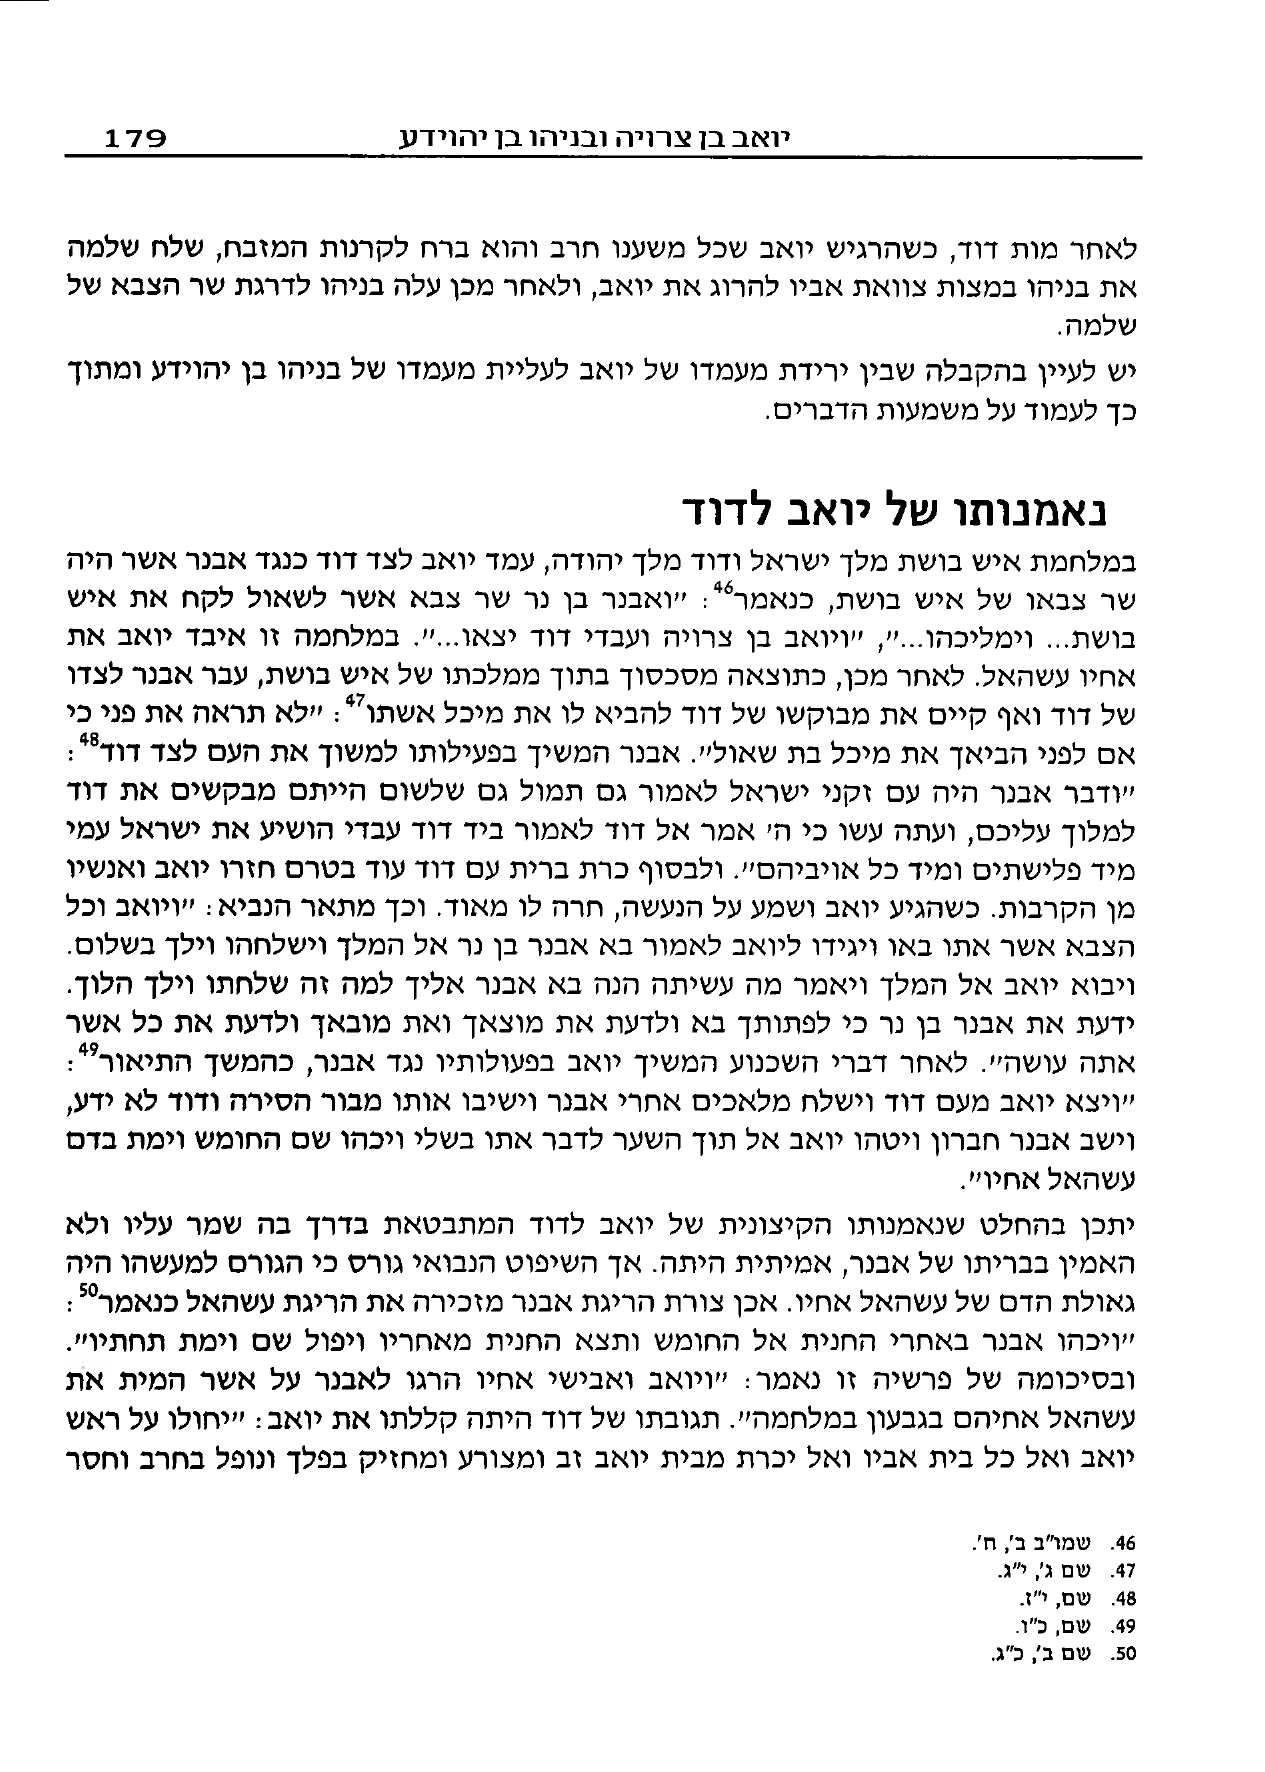 יואב בן צרויה ובניהו בן יהוידע 179
לאחר מות דוד, כשהרגיש יואב שכל משענו חרב והוא ברח לקרנות המזבח, שלח שלמה
את בניהו במצות צוואת אביו להרוג את יואב, ולאחר מכן עלה בניהו לדרגת שר הצבא של
שלמה.
יש לעיין בהקבלה שבין ירידת מעמדו של יואב לעליית מעמדו של בניהו בן יהוידע ומתוך
כך לעמוד על משמעות הדברים.
נאמנותו של יואב לדוד
במלחמת איש בושת מלך ישראל ודוד מלך יהודה, עמד יואב לצד דוד כנגד אבנר אשר היה
שר צבאו של איש בושת, כנאמר46: "ואבנר בן נר שר צבא אשר לשאול לקח את איש
בושת... וימליכהו...", "ויואב בן צרויה ועבדי דוד יצאו...". במלחמה זו איבד יואב את
אחיו עשהאל. לאחר מכן, כתוצאה מסכסוך בתוך ממלכתו של איש בושת, עבר אבנר לצדו
של דוד ואף קיים את מבוקשו של דוד להביא לו את מיכל אשתו47: "לא תראה את פני כי
אם לפני הביאך את מיכל בת שאול". אבנר המשיך בפעילותו למשוך את העם לצד דוד48:
"ודבר אבנר היה עם זקני ישראל לאמור גם תמול גם שלשום הייתם מבקשים את דוד
למלוך עליכם, ועתה עשו כי ה' אמר אל דוד לאמור ביד דוד עבדי הושיע את ישראל עמי
מיד פלישתים ומיד כל אויביהם". ולבסוף כרת ברית עם דוד עוד בטרם חזרו יואב ואנשיו
מן הקרבות. כשהגיע יואב ושמע על הנעשה, חרה לו מאוד. וכך מתאר הנביא: "ויואב וכל
הצבא אשר אתו באו ויגידו ליואב לאמור בא אבנר בן נר אל המלך וישלחהו וילך בשלום.
ויבוא יואב אל המלך ויאמר מה עשיתה הנה בא אבנר אליך למה זה שלחתו וילך הלוך.
ידעת את אבנר בן נר כי לפתותך בא ולדעת את מוצאך ואת מובאך ולדעת את כל אשר
אתה עושה". לאחר דברי השכנוע המשיך יואב בפעולותיו נגד אבנר, כהמשך התיאור49:
"ויצא יואב מעם דוד וישלח מלאכים אחרי אבנר וישיבו אותו מבור הסירה ודוד לא ידע,
וישב אבנר חברון ויטהו יואב אל תוך השער לדבר אתו בשלי ויכהו שם החומש וימת בדם
עשהאל אחיו".
יתכן בהחלט שנאמנותו הקיצונית של יואב לדוד המתבטאת בדרך בה שמר עליו ולא
האמין בבריתו של אבנר, אמיתית היתה. אך השיפוט הנבואי גורס כי הגורם למעשהו היה
גאולת הדם של עשהאל אחיו. אכן צורת הריגת אבנר מזכירה את הריגת עשהאל כנאמר50:
"ויכהו אבנר באחרי החנית אל החומש ותצא החנית מאחריו ויפול שם וימת תחתיו".
ובסיכומה של פרשיה זו נאמר: "ויואב ואבישי אחיו הרגו לאבנר על אשר המית את
עשהאל אחיהם בגבעון במלחמה". תגובתו של דוד היתה קללתו את יואב: "יחולו על ראש
יואב ואל כל בית אביו ואל יכרת מבית יואב זב ומצורע ומחזיק בפלך ונופל בחרב וחסר
46. שמו"ב ב', ח'.
47. שם ג', י"ג.
48. שם, י"ז.
49. שם, כ"ו.
50. שם ב', כ"ג.